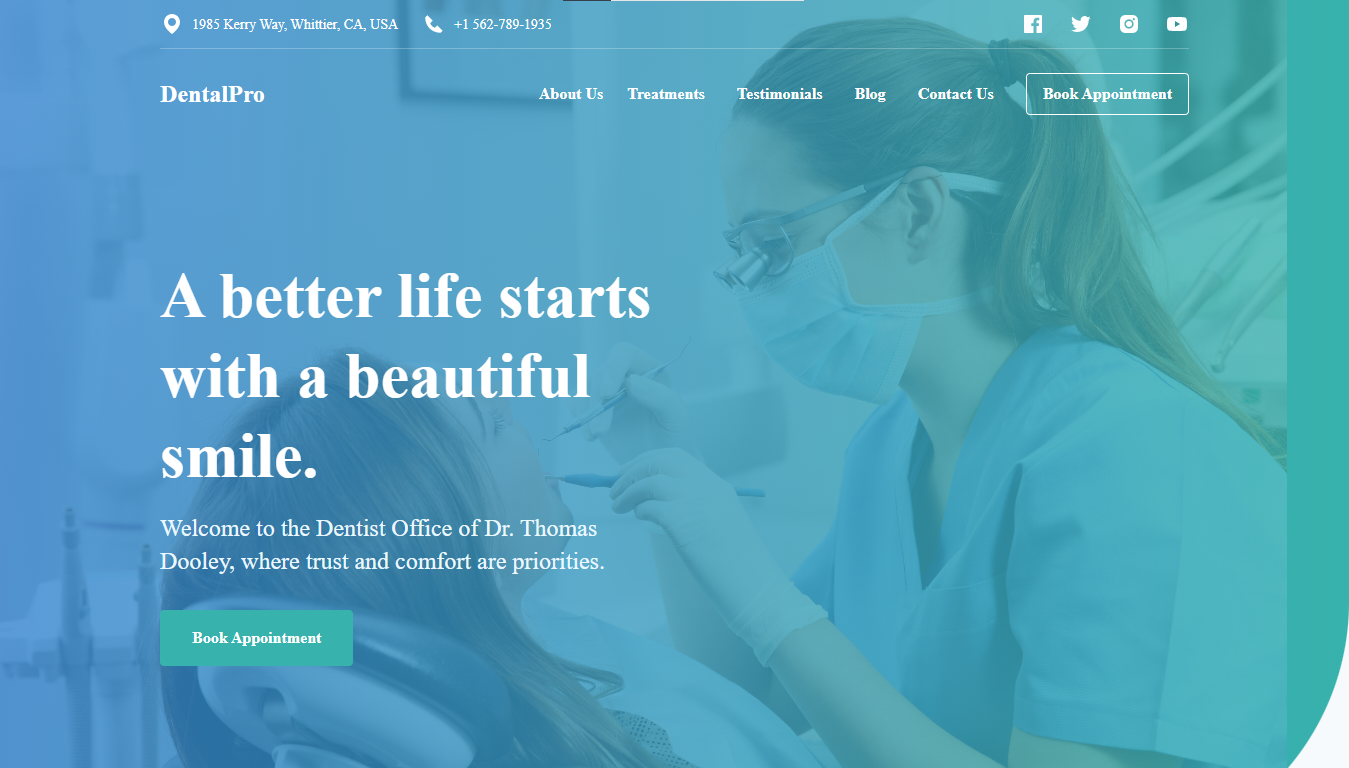 1985 Kerry Way, Whittier, CA, USA +1 562-789-1935
DentalPro About Us Treatments Testimonials Blog Contact Us Book Appointment
A better life starts
with a beautiful
smile.
Welcome to the Dentist Office of Dr. Thomas
Dooley, where trust and comfort are priorities.
Book Appointment